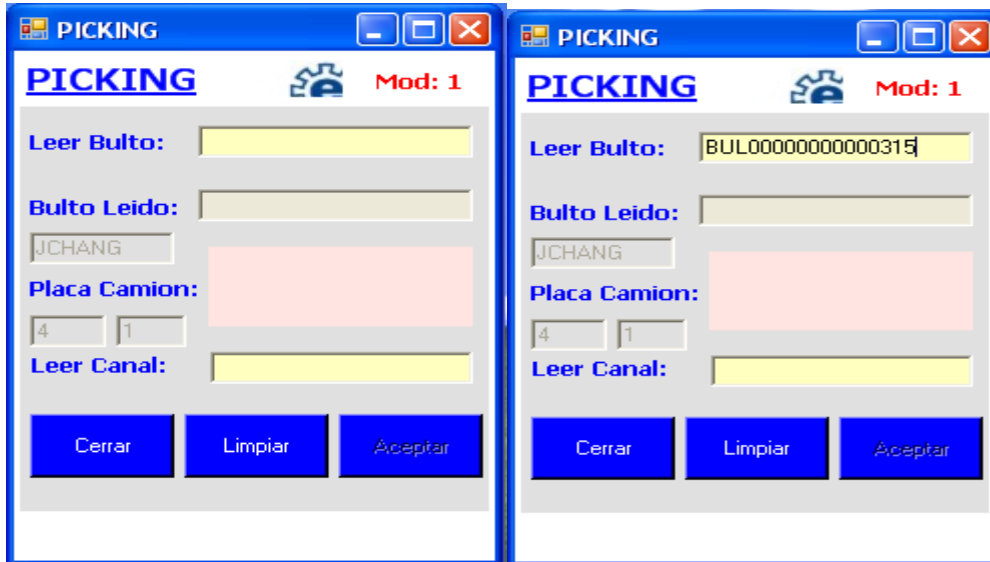 PICKING
PICKING Mod: 1
Leer Bulto:
Bulto Leido:
JCHANG
Placa Camion:
4 1
Leer Canal:
Cerrar Limpiar Aceptar
PICKING
PICKING Mod: 1
Leer Bulto: BUL00000000000315
Bulto Leido:
JCHANG
Placa Camion:
4 1
Leer Canal:
Cerrar Limpiar Aceptar